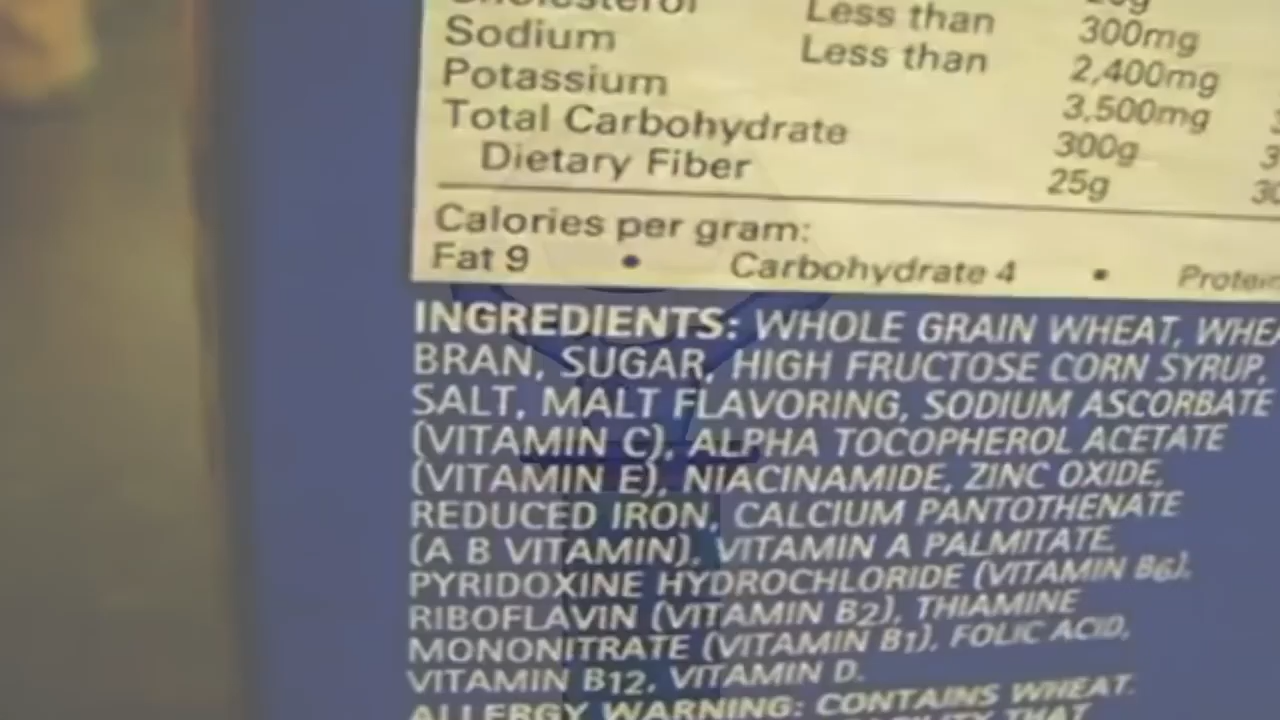 Less than 300mg
Sodium Less than 2,400mg
Potassium 3,500mg
Total Carbohydrate 300g
Dietary Fiber 25g
Calories per gram:
Fat 9 • Carbohydrate 4 •
INGREDIENTS: WHOLE GRAIN WHEAT,
BRAN, SUGAR, HIGH FRUCTOSE CORN SYRUP,
SALT, MALT FLAVORING, SODIUM ASCORBATE
(VITAMIN C), ALPHA TOCOPHEROL ACETATE
(VITAMIN E), NIACINAMIDE, ZINC OXIDE,
REDUCED IRON, CALCIUM PANTOTHENATE
(A B VITAMIN), VITAMIN A PALMITATE,
PYRIDOXINE HYDROCHLORIDE (VITAMIN B6),
RIBOFLAVIN (VITAMIN B2), THIAMINE
MONONITRATE (VITAMIN B1), FOLIC ACID,
VITAMIN B12, VITAMIN D.
ALLERGY WARNING: CONTAINS WHEAT.